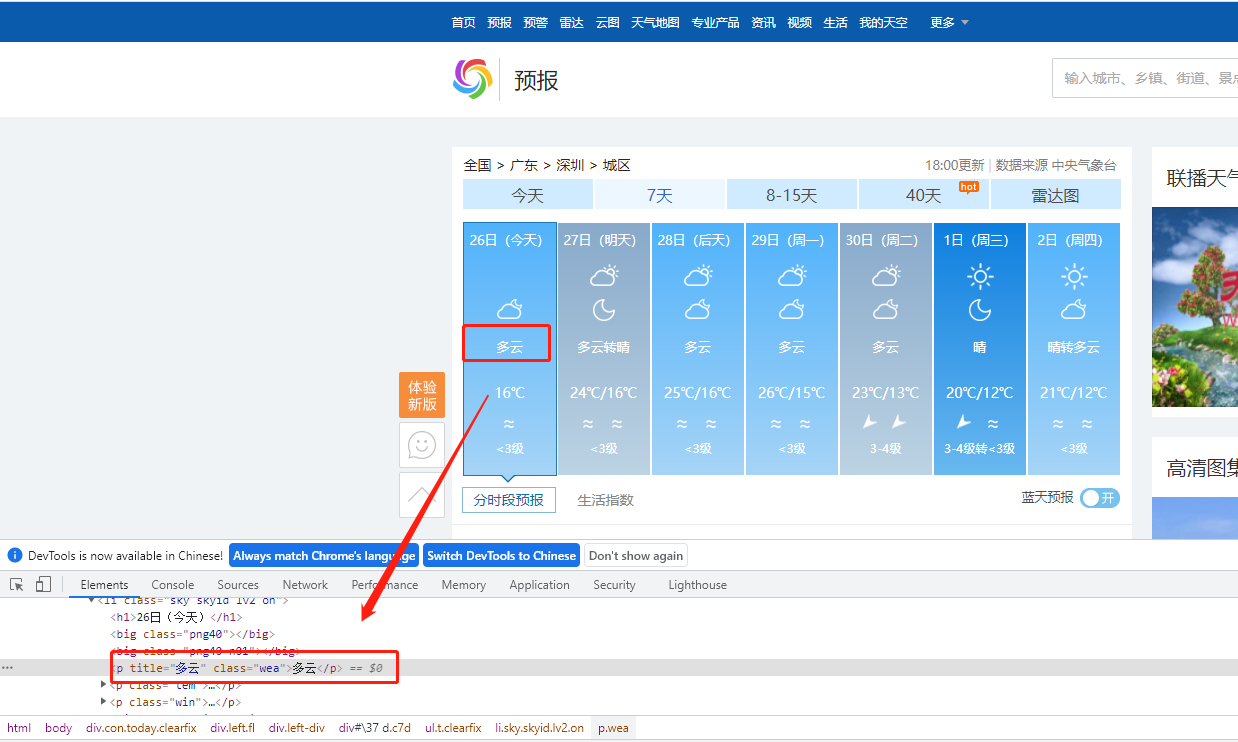 首页 预报 预警 雷达 云图 天气地图 专业产品 资讯 视频 生活 我的天空 更多
预报
输入城市、乡镇、街道、景点
全国 > 广东 > 深圳 > 城区
18:00更新 | 数据来源 中央气象台
联播天气
今天 7天 8-15天 40天 hot 雷达图
26日（今天） 27日（明天） 28日（后天） 29日（周一） 30日（周二） 1日（周三） 2日（周四）
多云 多云转晴 多云 多云 多云 晴 晴转多云
16℃ 24℃/16℃ 25℃/16℃ 26℃/15℃ 23℃/13℃ 20℃/12℃ 21℃/12℃
<3级 <3级 <3级 <3级 3-4级 3-4级转<3级 <3级
体验
新版
高清图集
分时段预报 生活指数
蓝天预报 开
DevTools is now available in Chinese! Always match Chrome's language Switch DevTools to Chinese Don't show again
Elements Console Sources Network Performance Memory Application Security Lighthouse
<li class="sky skyid lv2 on">
<h1>26日（今天）</h1>
<big class="png40"></big>
<big class="png40 n01"></big>
<p title="多云" class="wea">多云</p> == $0
<p class="tem">…</p>
<p class="win">…</p>
html body div.con.today.clearfix div.left.fl div.left-div div#\37 d.c7d ul.t.clearfix li.sky.skyid.lv2.on p.wea